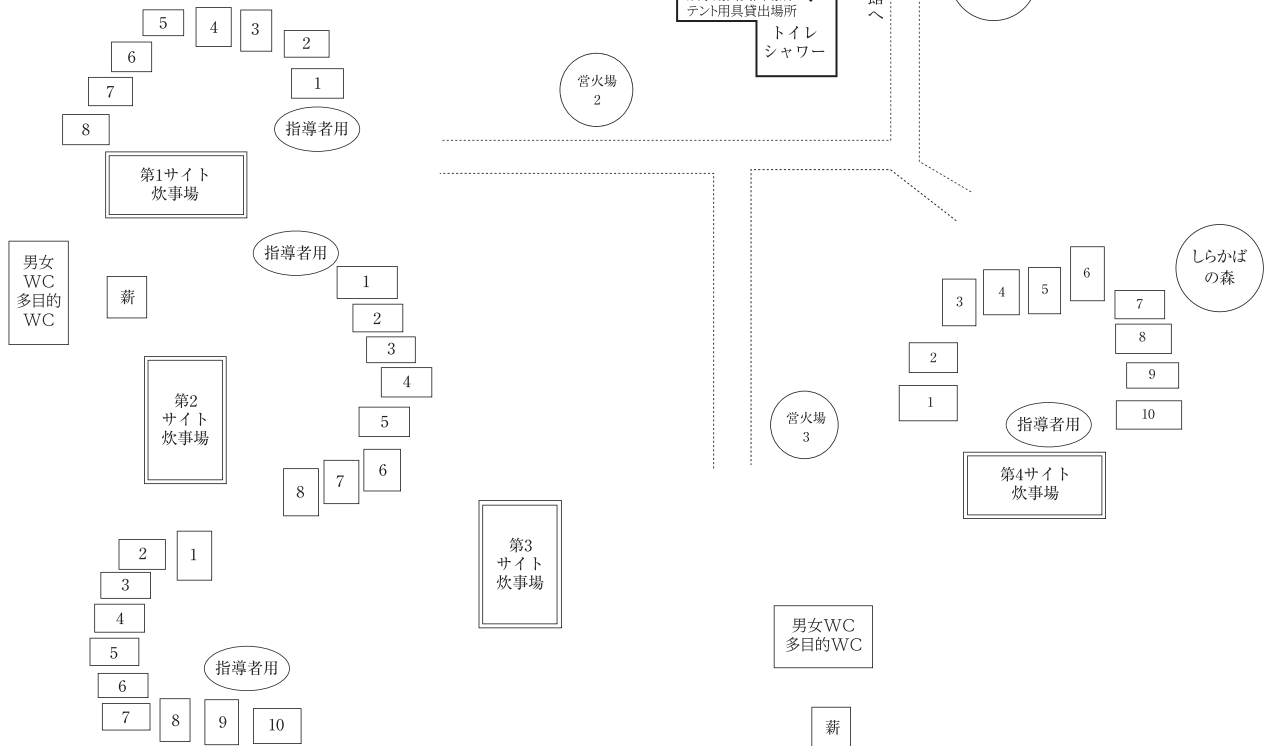 テント用具貸出場所
トイレ
シャワー
へ
営火場
2
5
4
3
2
6
1
7
8
指導者用
第1サイト
炊事場
男女
WC
多目的
WC
薪
指導者用
1
2
3
4
5
6
7
8
第2
サイト
炊事場
第3
サイト
炊事場
1
2
3
4
5
6
7
8
9
10
指導者用
営火場
3
しらかば
の森
1
2
3
4
5
6
7
8
9
10
指導者用
第4サイト
炊事場
男女WC
多目的WC
薪